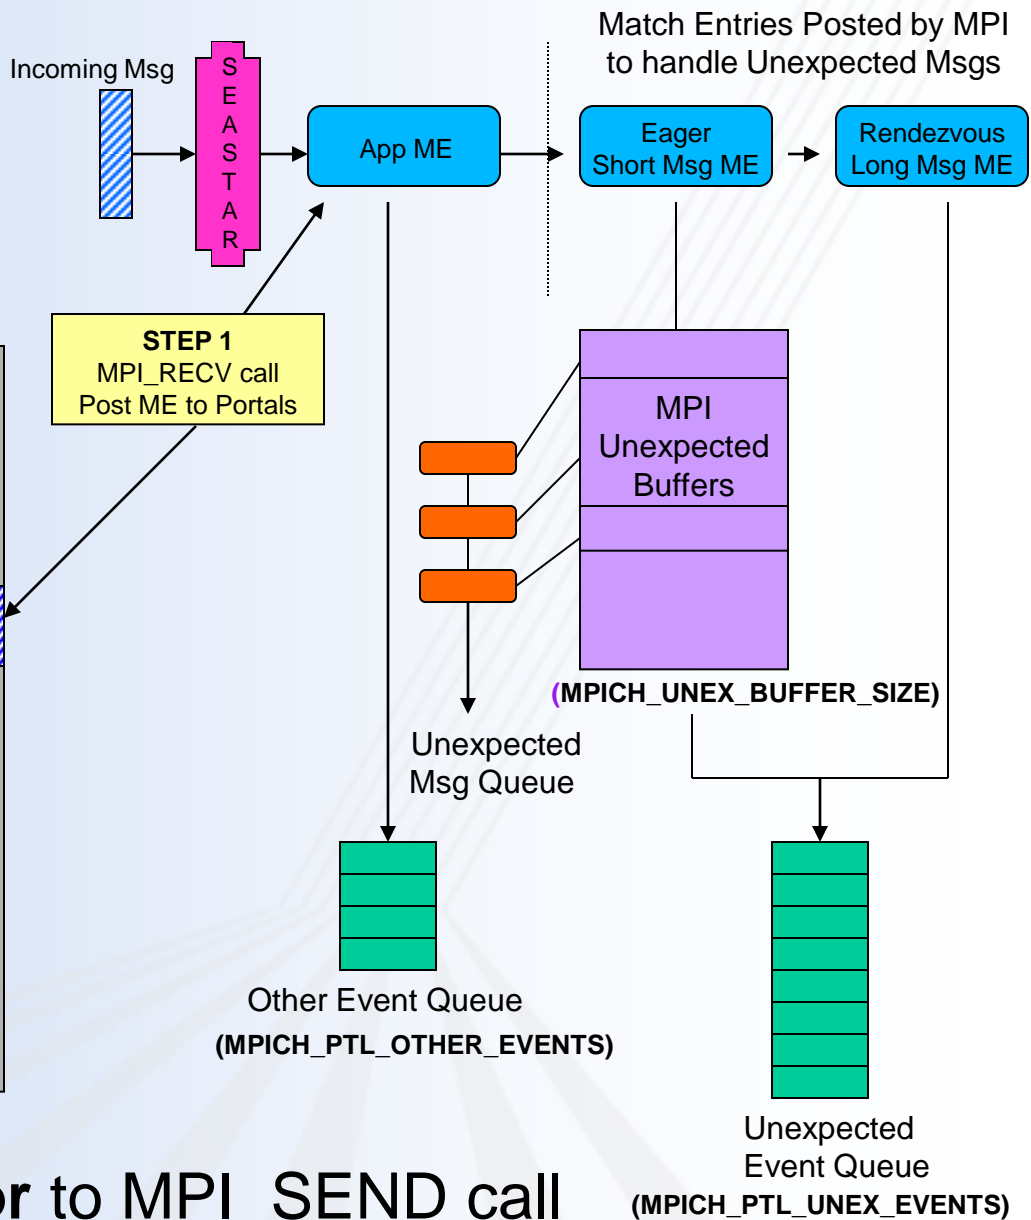 Match Entries Posted by MPI
to handle Unexpected Msgs
Incoming Msg
S
E
A
S
T
A
R
App ME
Eager
Short Msg ME
Rendezvous
Long Msg ME
STEP 1
MPI_RECV call
Post ME to Portals
MPI
Unexpected
Buffers
(MPICH_UNEX_BUFFER_SIZE)
Unexpected
Msg Queue
Other Event Queue
(MPICH_PTL_OTHER_EVENTS)
Unexpected
Event Queue
(MPICH_PTL_UNEX_EVENTS)
or to MPI_SEND call